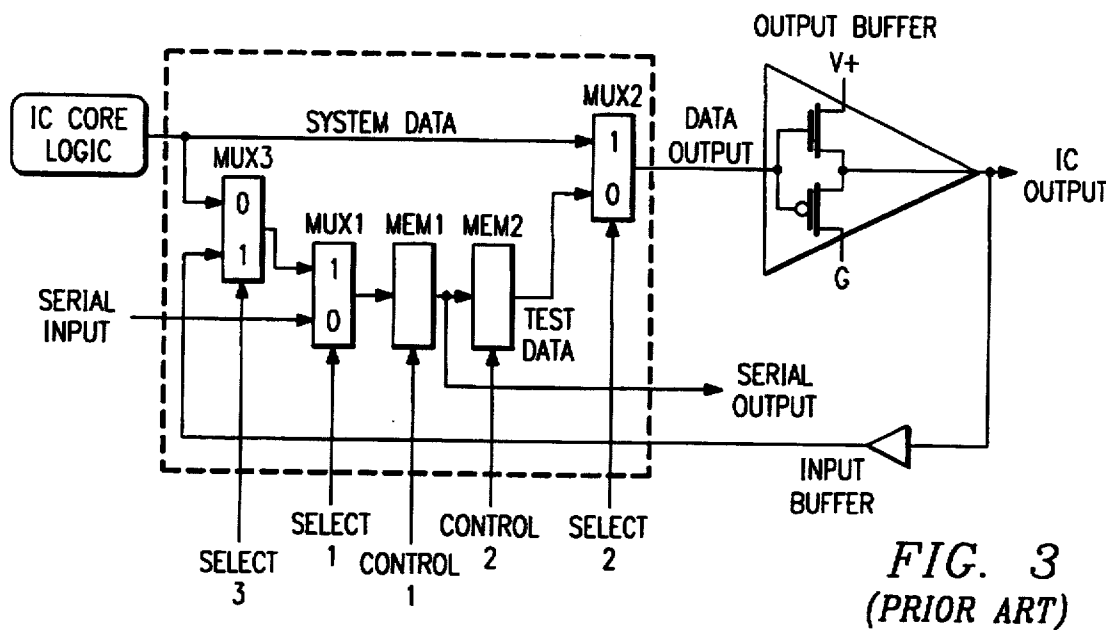 OUTPUT BUFFER
V+
MUX2
IC CORE
LOGIC
SYSTEM DATA
DATA
OUTPUT
1
0
IC
OUTPUT
MUX3
0
1
MUX1
MEM1
MEM2
1
0
G
SERIAL
INPUT
TEST
DATA
SERIAL
OUTPUT
INPUT
BUFFER
SELECT
3
SELECT
1
CONTROL
1
CONTROL
2
SELECT
2
FIG. 3
(PRIOR ART)